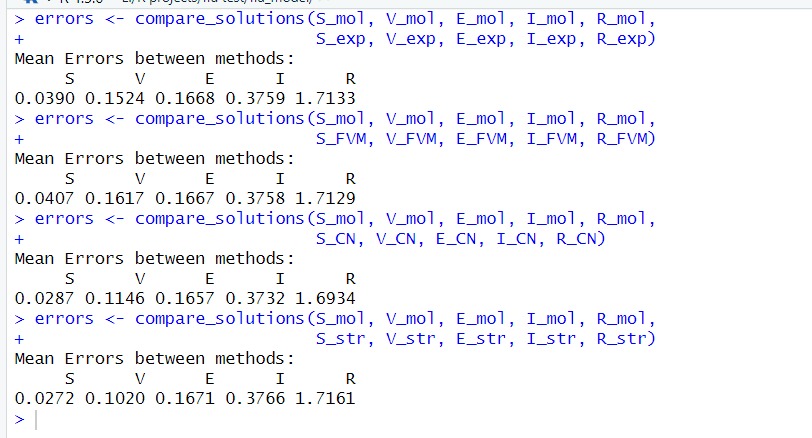 > errors <- compare_solutions(S_mol, V_mol, E_mol, I_mol, R_mol,
+ S_exp, V_exp, E_exp, I_exp, R_exp)
Mean Errors between methods:
S V E I R
0.0390 0.1524 0.1668 0.3759 1.7133
> errors <- compare_solutions(S_mol, V_mol, E_mol, I_mol, R_mol,
+ S_FVM, V_FVM, E_FVM, I_FVM, R_FVM)
Mean Errors between methods:
S V E I R
0.0407 0.1617 0.1667 0.3758 1.7129
> errors <- compare_solutions(S_mol, V_mol, E_mol, I_mol, R_mol,
+ S_CN, V_CN, E_CN, I_CN, R_CN)
Mean Errors between methods:
S V E I R
0.0287 0.1146 0.1657 0.3732 1.6934
> errors <- compare_solutions(S_mol, V_mol, E_mol, I_mol, R_mol,
+ S_str, V_str, E_str, I_str, R_str)
Mean Errors between methods:
S V E I R
0.0272 0.1020 0.1671 0.3766 1.7161
>